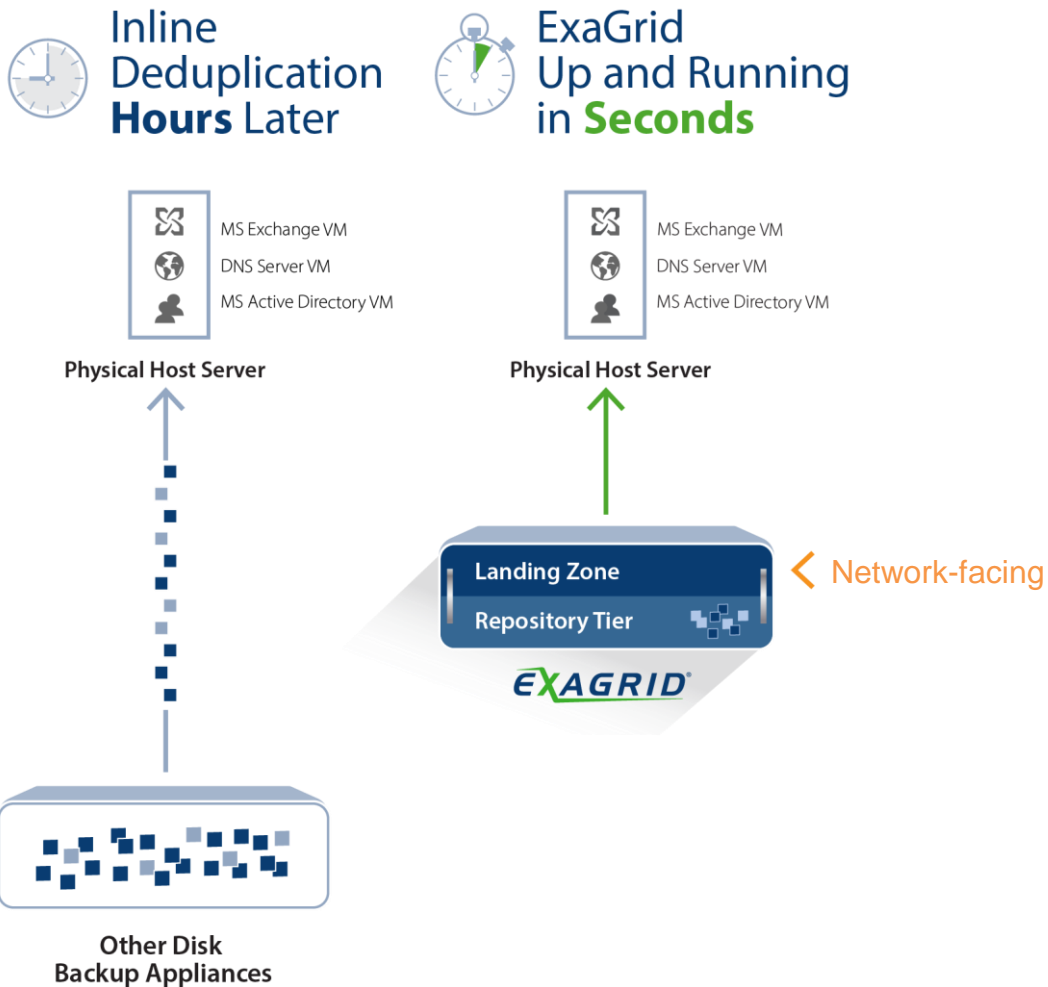 Inline
Deduplication
Hours Later
ExaGrid
Up and Running
in Seconds
MS Exchange VM
DNS Server VM
MS Active Directory VM
Physical Host Server
MS Exchange VM
DNS Server VM
MS Active Directory VM
Physical Host Server
Landing Zone
Repository Tier
Network-facing
EXAGRID®
Other Disk
Backup Appliances